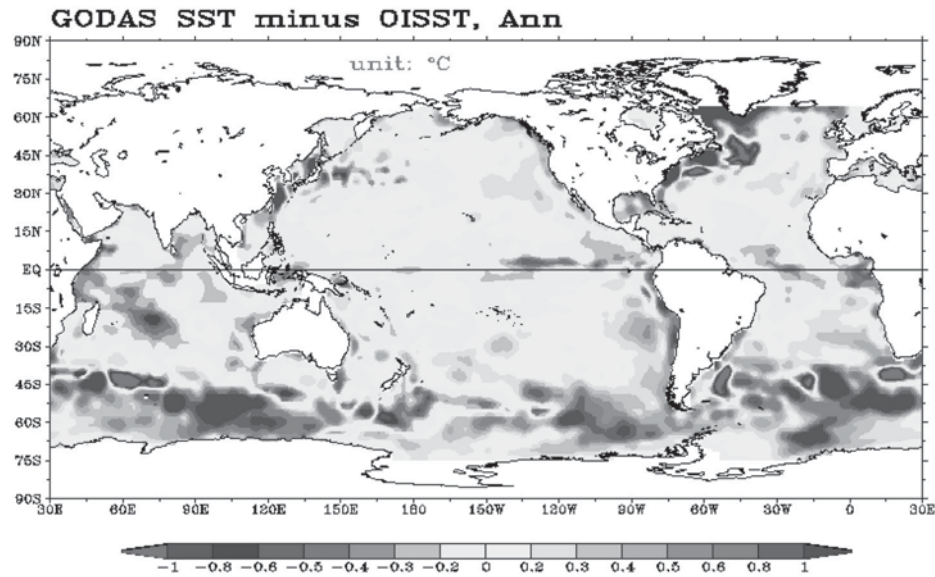 GODAS SST minus OISST, Ann
unit: °C
90N
75N
60N
45N
30N
15N
EQ
15S
30S
45S
60S
75S
90S
30E 60E 90E 120E 150E 180 150W 120W 90W 60W 30W 0 30E
-1 -0.8 -0.6 -0.5 -0.4 -0.3 -0.2 0 0.2 0.3 0.4 0.5 0.6 0.8 1